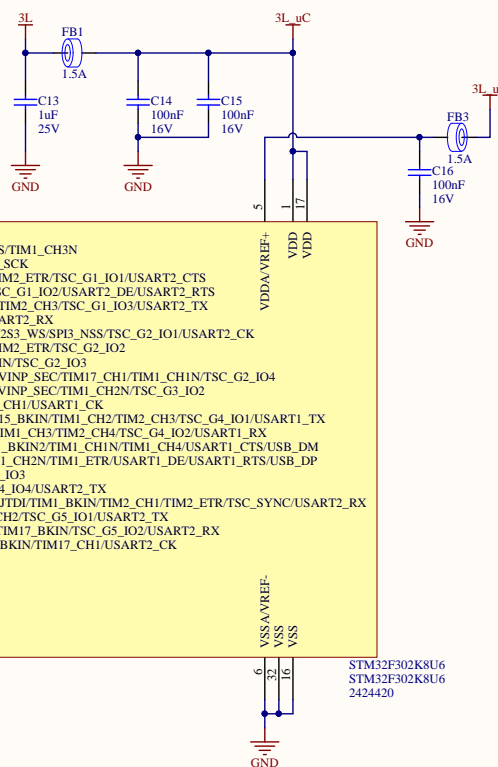 3L
3L_uC
FB1
1.5A
C13
1uF
25V
C14
100nF
16V
C15
100nF
16V
3L_u
FB3
1.5A
C16
100nF
16V
GND
GND
GND
5
1
17
VDDA/VREF+
VDD
VDD
S/TIM1_CH3N
_SCK
IM2_ETR/TSC_G1_IO1/USART2_CTS
SC_G1_IO2/USART2_DE/USART2_RTS
TIM2_CH3/TSC_G1_IO3/USART2_TX
ART2_RX
2S3_WS/SPI3_NSS/TSC_G2_IO1/USART2_CK
IM2_ETR/TSC_G2_IO2
IN/TSC_G2_IO3
VINP_SEC/TIM17_CH1/TIM1_CH1N/TSC_G2_IO4
VINP_SEC/TIM1_CH2N/TSC_G3_IO2
_CH1/USART1_CK
15_BKIN/TIM1_CH2/TIM2_CH3/TSC_G4_IO1/USART1_TX
IM1_CH3/TIM2_CH4/TSC_G4_IO2/USART1_RX
_BKIN2/TIM1_CH1N/TIM1_CH4/USART1_CTS/USB_DM
1_CH2N/TIM1_ETR/USART1_DE/USART1_RTS/USB_DP
_IO3
4_IO4/USART2_TX
JTDI/TIM1_BKIN/TIM2_CH1/TIM2_ETR/TSC_SYNC/USART2_RX
CH2/TSC_G5_IO1/USART2_TX
TIM17_BKIN/TSC_G5_IO2/USART2_RX
BKIN/TIM17_CH1/USART2_CK
VSSA/VREF-
VSS
VSS
6
32
16
STM32F302K8U6
STM32F302K8U6
2424420
GND